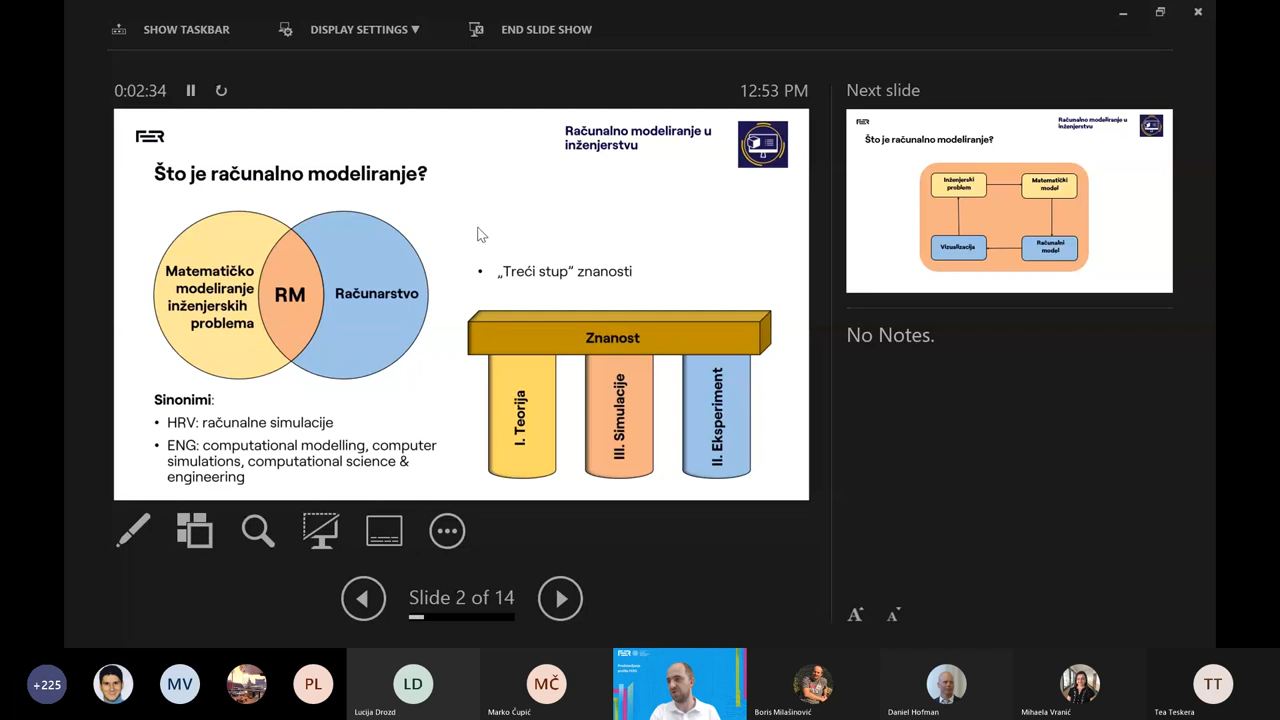 SHOW TASKBAR
DISPLAY SETTINGS ▼
END SLIDE SHOW
0:02:34
12:53 PM
FER
Računalno modeliranje u
inženjerstvu
Što je računalno modeliranje?
Matematičko
modeliranje
inženjerskih
problema
RM
Računarstvo
• „Treći stup” znanosti
Znanost
I. Teorija
III. Simulacije
II. Eksperiment
Sinonimi:
• HRV: računalne simulacije
• ENG: computational modelling, computer
simulations, computational science &
engineering
Slide 2 of 14
Next slide
FER
Računalno modeliranje u
inženjerstvu
Što je računalno modeliranje?
Inženjerski
problem
Matematički
model
Vizualizacija
Računalni
model
No Notes.
A A
+225
MV
PL
LD
Lucija Drozd
MČ
Marko Čupić
FER
Boris Milašinović
Daniel Hofman
Mihaela Vranić
TT
Tea Teskera